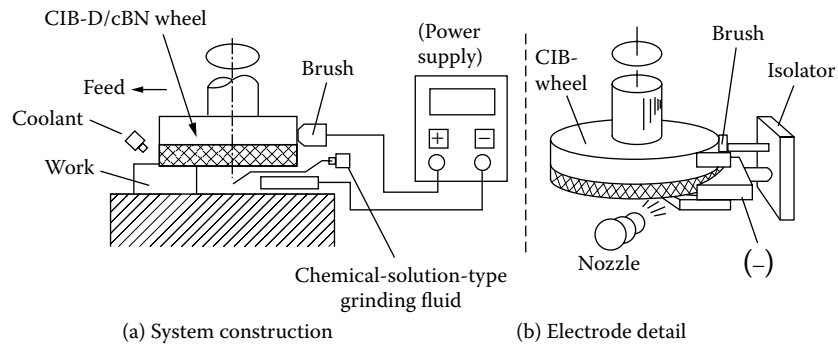 CIB-D/cBN wheel
Feed
Coolant
Work
Brush
(Power
supply)
+ −
Chemical-solution-type
grinding fluid
(a) System construction
CIB-
wheel
Brush
Isolator
Nozzle
(−)
(b) Electrode detail